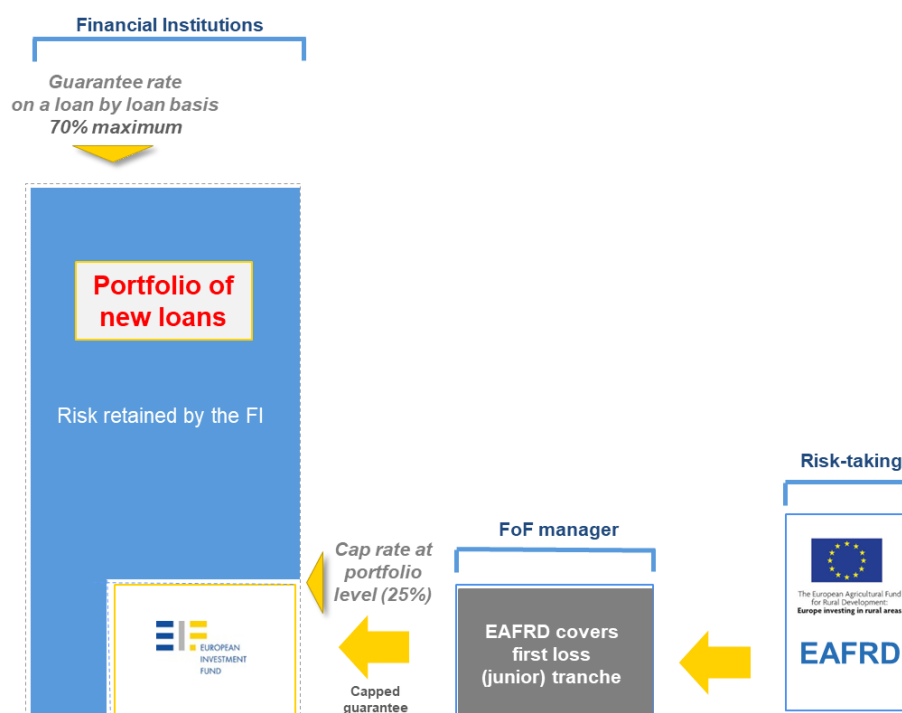 Financial Institutions
Guarantee rate
on a loan by loan basis
70% maximum
Portfolio of
new loans
Risk retained by the FI
Cap rate at
portfolio
level (25%)
EUROPEAN
INVESTMENT
FUND
Capped
guarantee
FoF manager
EAFRD covers
first loss
(junior) tranche
Risk-taking
The European Agricultural Fund
for Rural Development:
Europe investing in rural areas
EAFRD